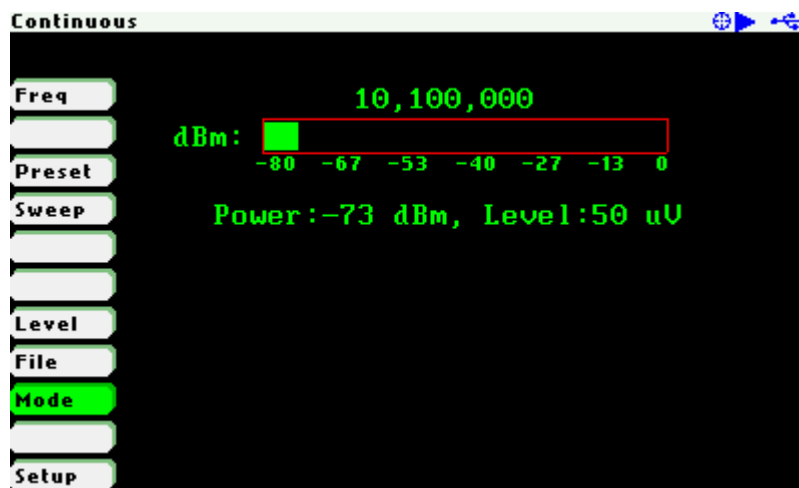 Continuous
Freq
10,100,000
dBm:
-80 -67 -53 -40 -27 -13 0
Preset
Sweep
Power:-73 dBm, Level:50 uV
Level
File
Mode
Setup